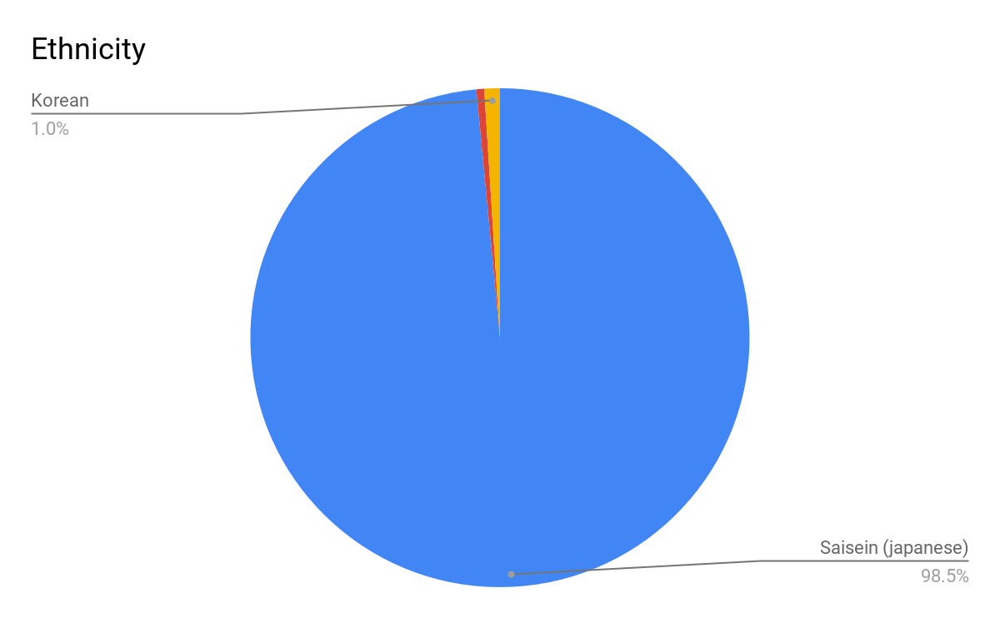 Ethnicity
Korean
1.0%
Saisein (japanese)
98.5%